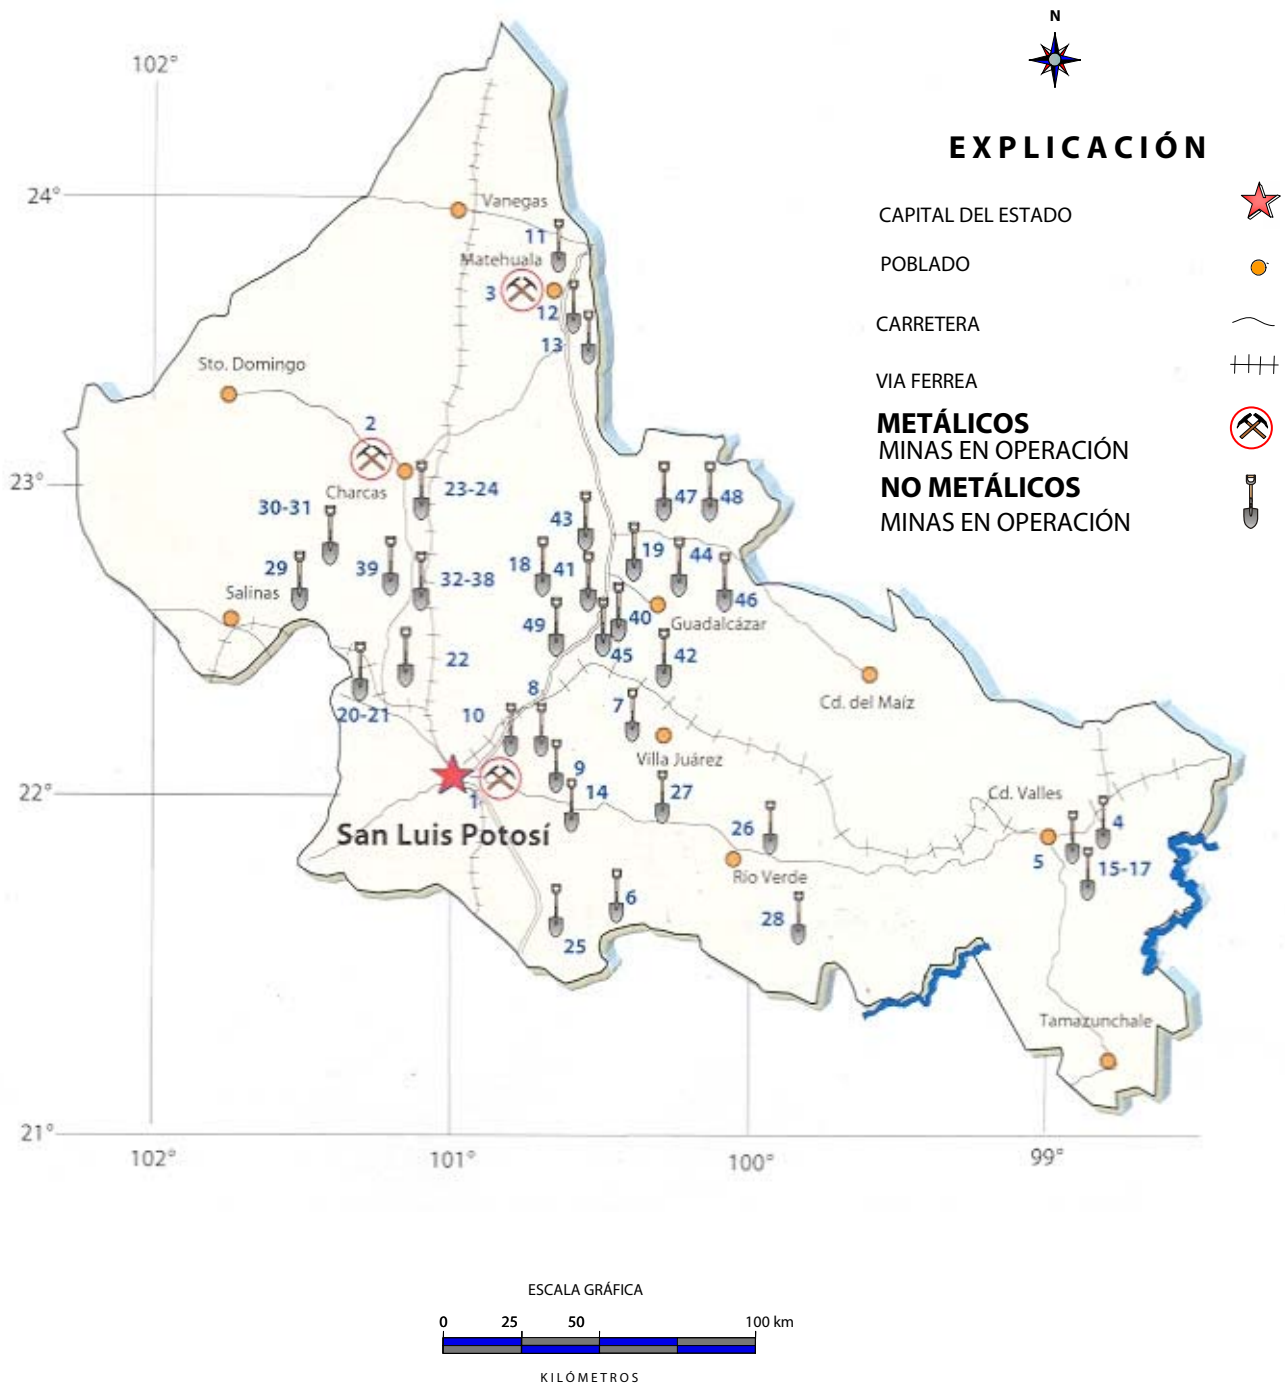 N
102°
EXPLICACIÓN
24°
Vanegas
CAPITAL DEL ESTADO
11
Matehuala
POBLADO
3
12
CARRETERA
13
Sto. Domingo
VIA FERREA
2
METÁLICOS
MINAS EN OPERACIÓN
23°
Charcas
23-24
47
48
NO METÁLICOS
MINAS EN OPERACIÓN
30-31
43
19
44
29
39
32-38
18
41
46
Salinas
49
40
Guadalcázar
22
45
42
8
7
Cd. del Maíz
20-21
10
Villa Juárez
9
22°
1
14
27
Cd. Valles
San Luis Potosí
26
4
5
15-17
Rio Verde
6
28
25
Tamazunchale
21°
102°
101°
100°
99°
ESCALA GRÁFICA
0 25 50 100 km
KILÓMETROS